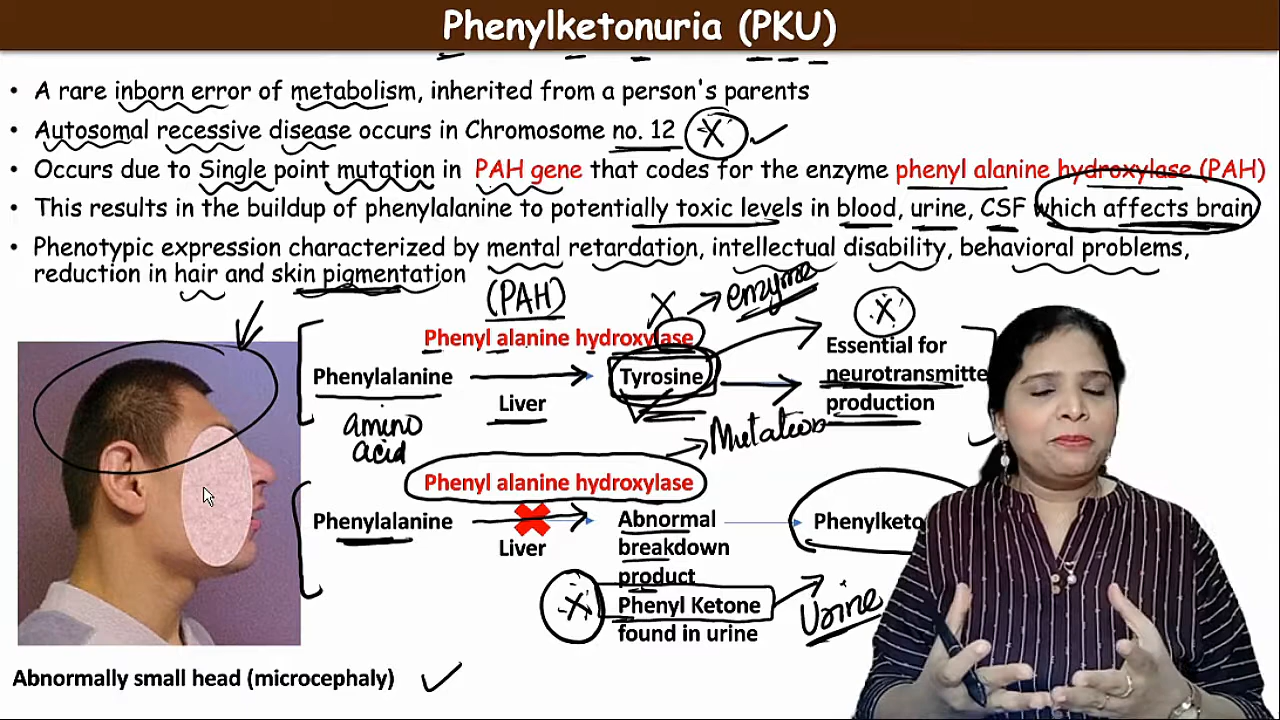 Phenylketonuria (PKU)
• A rare inborn error of metabolism, inherited from a person's parents
• Autosomal recessive disease occurs in Chromosome no. 12 X
• Occurs due to Single point mutation in PAH gene that codes for the enzyme phenyl alanine hydroxylase (PAH)
• This results in the buildup of phenylalanine to potentially toxic levels in blood, urine, CSF which affects brain
• Phenotypic expression characterized by mental retardation, intellectual disability, behavioral problems,
reduction in hair and skin pigmentation
(PAH)
X
enzyme
X
Phenyl alanine hydroxylase
Phenylalanine
Tyrosine
Liver
Essential for
neurotransmitte
production
amino
acid
Mutation
Phenyl alanine hydroxylase
Phenylalanine
Liver
Abnormal
breakdown
product
Phenylketo
X
Phenyl Ketone
found in urine
Urine
Abnormally small head (microcephaly)